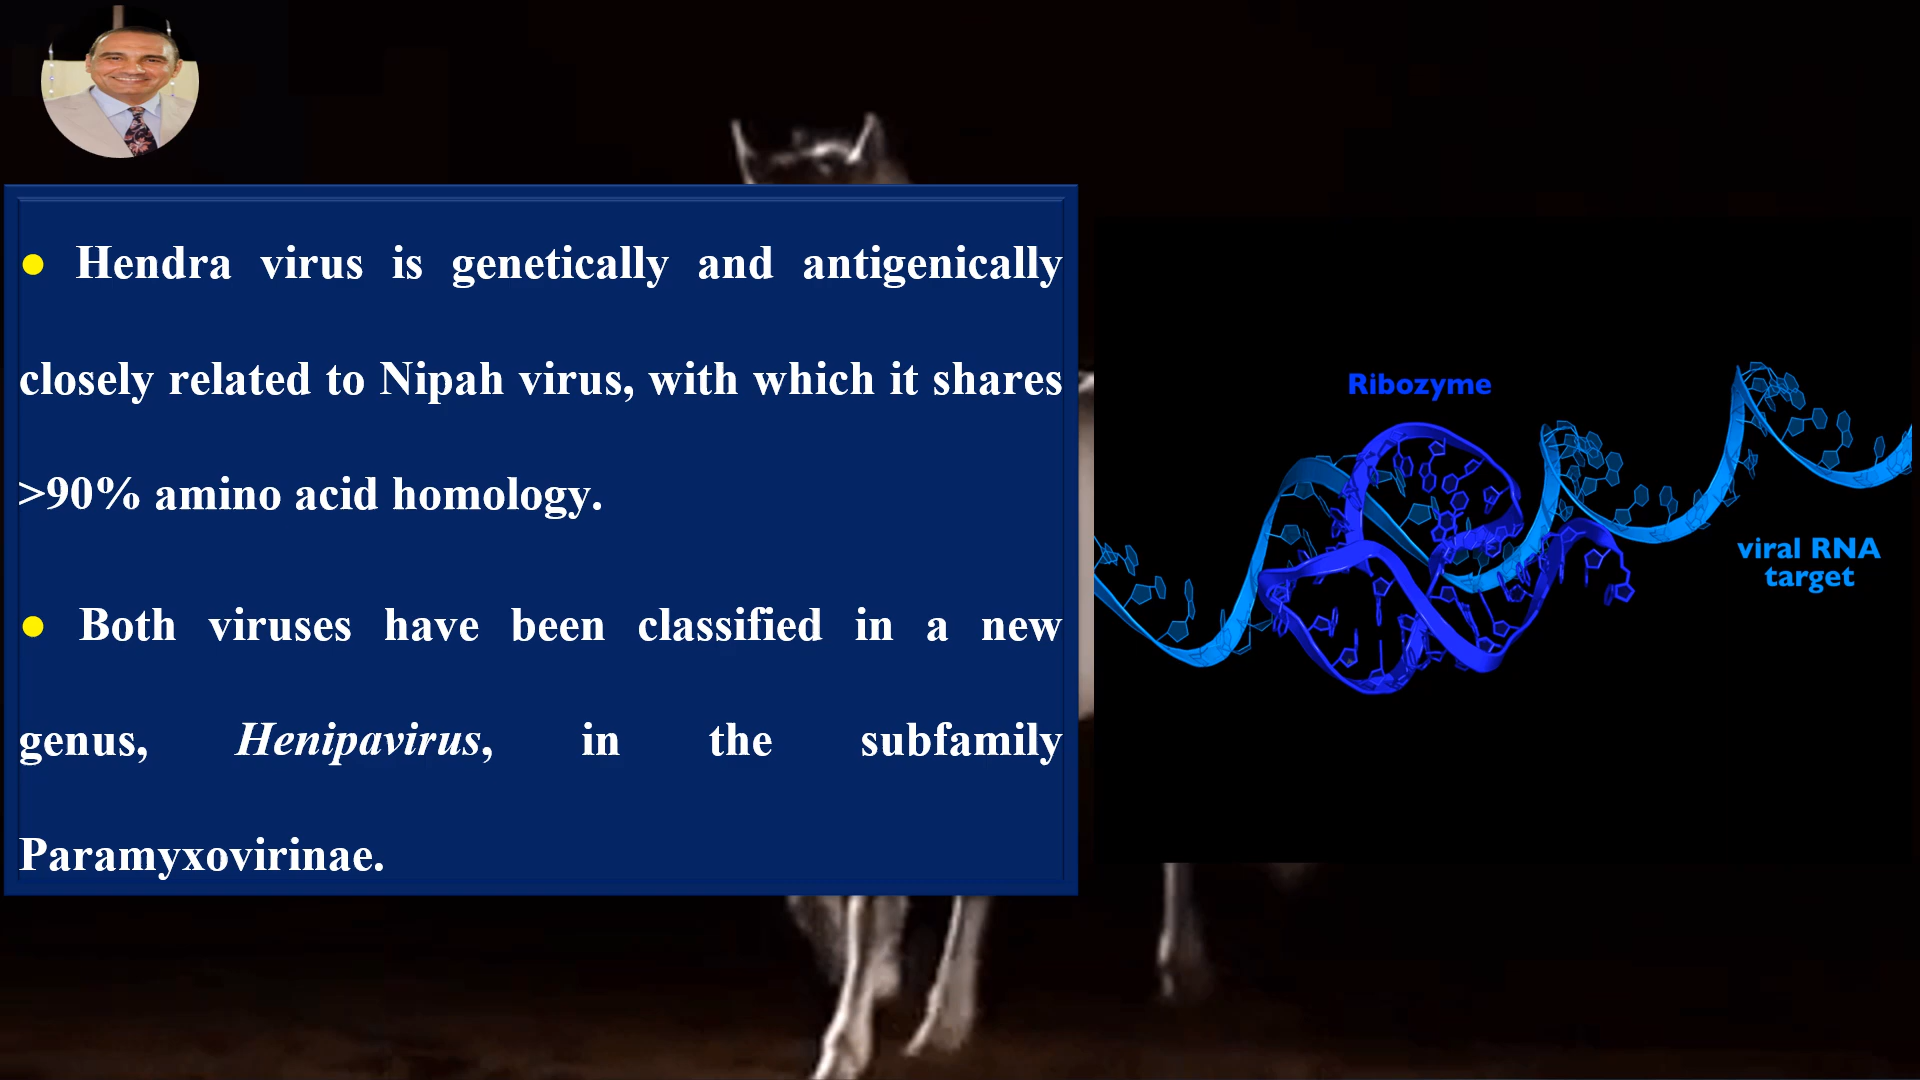 ● Hendra virus is genetically and antigenically
closely related to Nipah virus, with which it shares
>90% amino acid homology.
● Both viruses have been classified in a new
genus, Henipavirus, in the subfamily
Paramyxovirinae.
Ribozyme
viral RNA
target